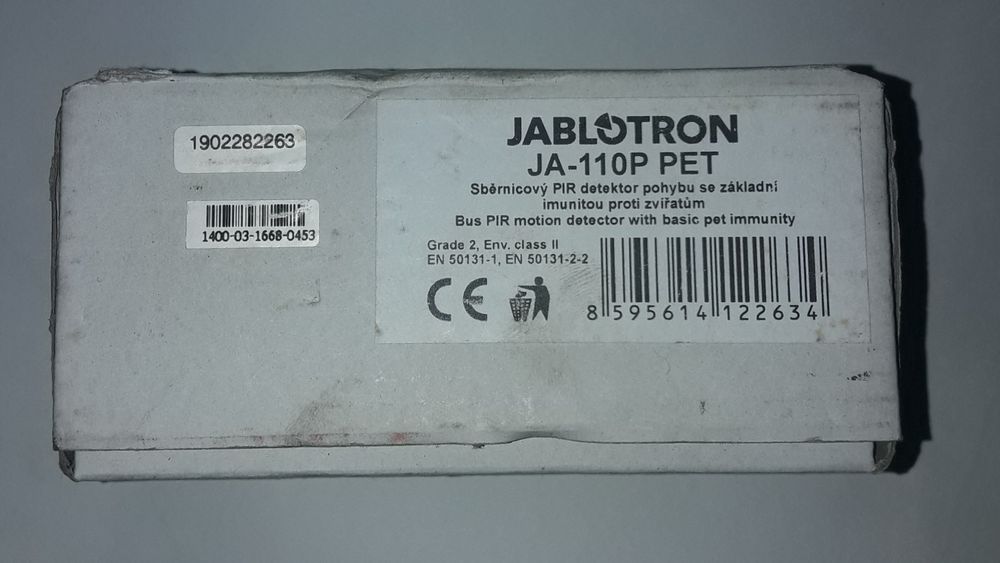 1902282263
1400-03-1668-0453
JABLOTRON
JA-110P PET
Sběrnicový PIR detektor pohybu se základní
imunitou proti zvířatům
Bus PIR motion detector with basic pet immunity
Grade 2, Env. class II
EN 50131-1, EN 50131-2-2
CE
8 595614 122634